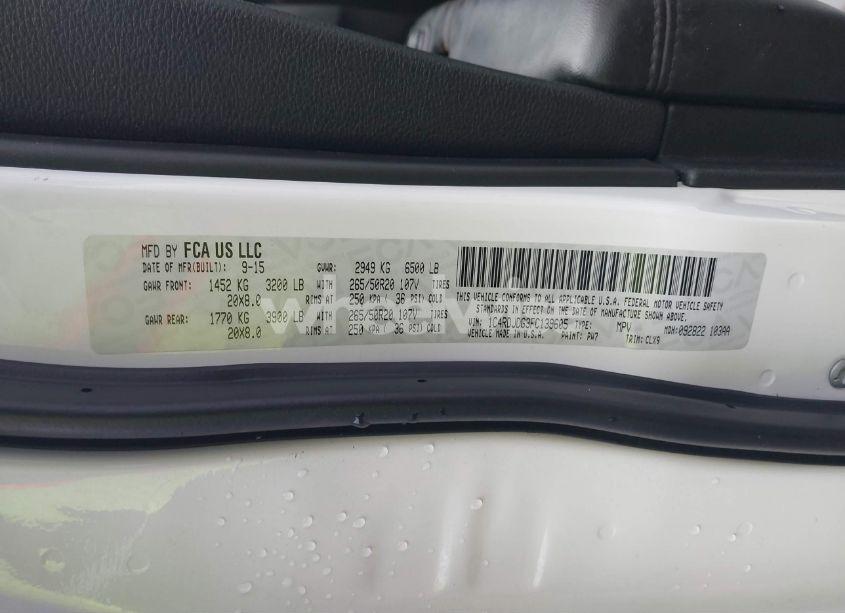 MFD BY FCA US LLC
DATE OF MFR(BUILT): 9-15 GVWR: 2949 KG 6500 LB
GAWR FRONT: 1452 KG 3200 LB WITH 265/50R20 107V TIRES
20X8.0 RIMS AT 250 KPA ( 36 PSI) COLD
GAWR REAR: 1770 KG 3900 LB WITH 265/50R20 107V TIRES
20X8.0 RIMS AT 250 KPA ( 36 PSI) COLD
THIS VEHICLE CONFORMS TO ALL APPLICABLE U.S.A. FEDERAL MOTOR VEHICLE SAFETY
STANDARDS IN EFFECT ON THE DATE OF MANUFACTURE SHOWN ABOVE.
VIN: TYPE: MPV MDH: 092822 103AA
VEHICLE MADE IN U.S.A. PAINT: PW7 TRIM: CLX9